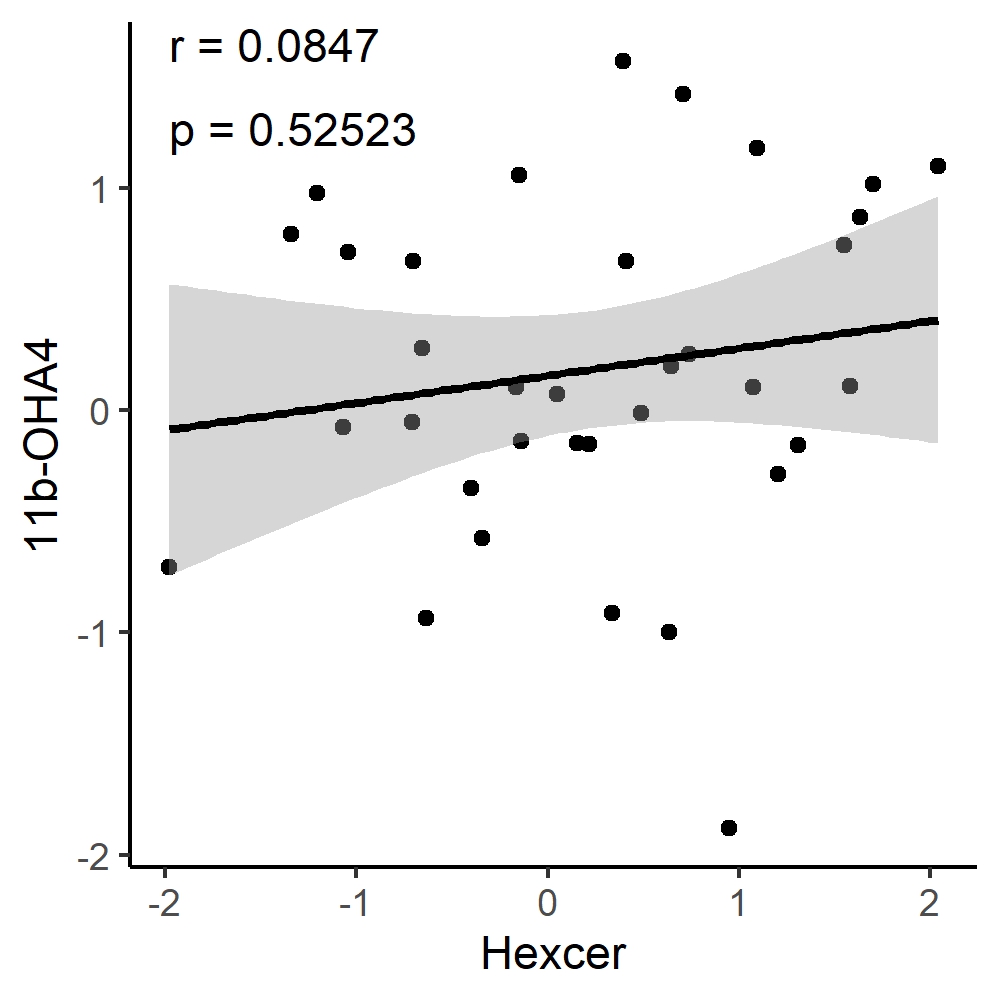 r = 0.0847
p = 0.52523
11b-OHA4
1
0
-1
-2
-2 -1 0 1 2
Hexcer